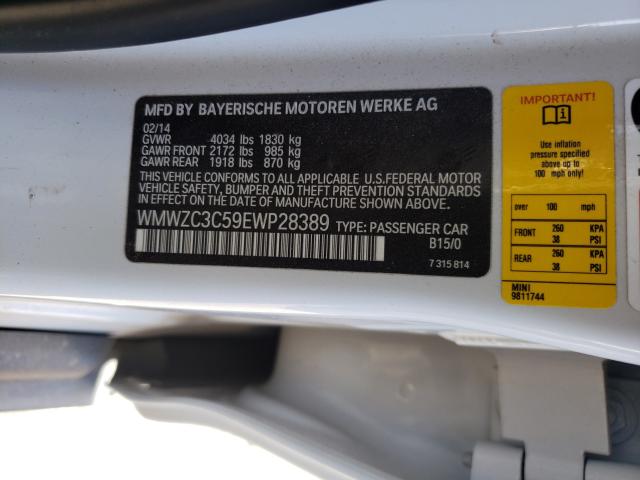 MFD BY BAYERISCHE MOTOREN WERKE AG
02/14
GVWR 4034 lbs 1830 kg
GAWR FRONT 2172 lbs 985 kg
GAWR REAR 1918 lbs 870 kg
THIS VEHICLE CONFORMS TO ALL APPLICABLE U.S.FEDERAL MOTOR
VEHICLE SAFETY, BUMPER AND THEFT PREVENTION STANDARDS
IN EFFECT ON THE DATE OF MANUFACTURE SHOWN ABOVE.
WMWZC3C59EWP28389 TYPE: PASSENGER CAR
B15/0
7 315 814
IMPORTANT!
Use inflation
pressure specified
above up to
100 mph only!
over 100 mph
FRONT 260 KPA
38 PSI
REAR 260 KPA
38 PSI
MINI
9811744